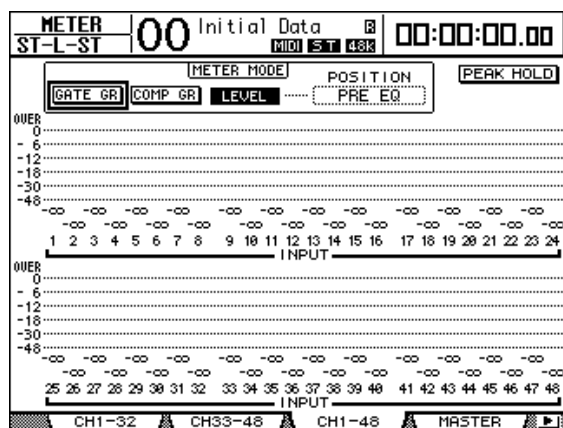 METER
ST-L-ST
00
Initial Data
R
MIDI ST 48K
00:00:00.00
METER MODE
POSITION
PEAK HOLD
GATE GR
COMP GR
LEVEL
PRE EQ
OVER
0
- 6
-12
-18
-30
-48
-∞ -∞ -∞ -∞ -∞ -∞ -∞ -∞ -∞ -∞ -∞ -∞
-∞ -∞ -∞ -∞ -∞ -∞ -∞ -∞ -∞ -∞ -∞ -∞
1 2 3 4 5 6 7 8 9 10 11 12 13 14 15 16 17 18 19 20 21 22 23 24
INPUT
OVER
0
- 6
-12
-18
-30
-48
-∞ -∞ -∞ -∞ -∞ -∞ -∞ -∞ -∞ -∞ -∞ -∞
-∞ -∞ -∞ -∞ -∞ -∞ -∞ -∞ -∞ -∞ -∞ -∞
25 26 27 28 29 30 31 32 33 34 35 36 37 38 39 40 41 42 43 44 45 46 47 48
INPUT
CH1-32
CH33-48
CH1-48
MASTER